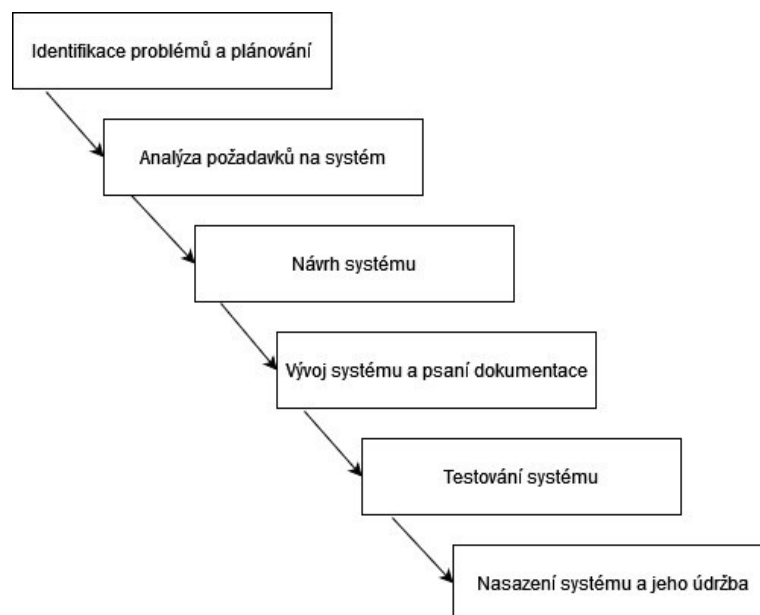 Identifikace problémů a plánování
Analýza požadavků na systém
Návrh systému
Vývoj systému a psaní dokumentace
Testování systému
Nasazení systému a jeho údržba